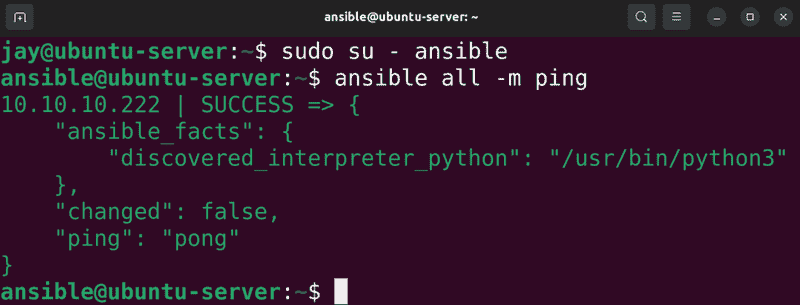 ansible@ubuntu-server: ~
jay@ubuntu-server:~$ sudo su - ansible
ansible@ubuntu-server:~$ ansible all -m ping
10.10.10.222 | SUCCESS => {
    "ansible_facts": {
        "discovered_interpreter_python": "/usr/bin/python3"
    },
    "changed": false,
    "ping": "pong"
}
ansible@ubuntu-server:~$